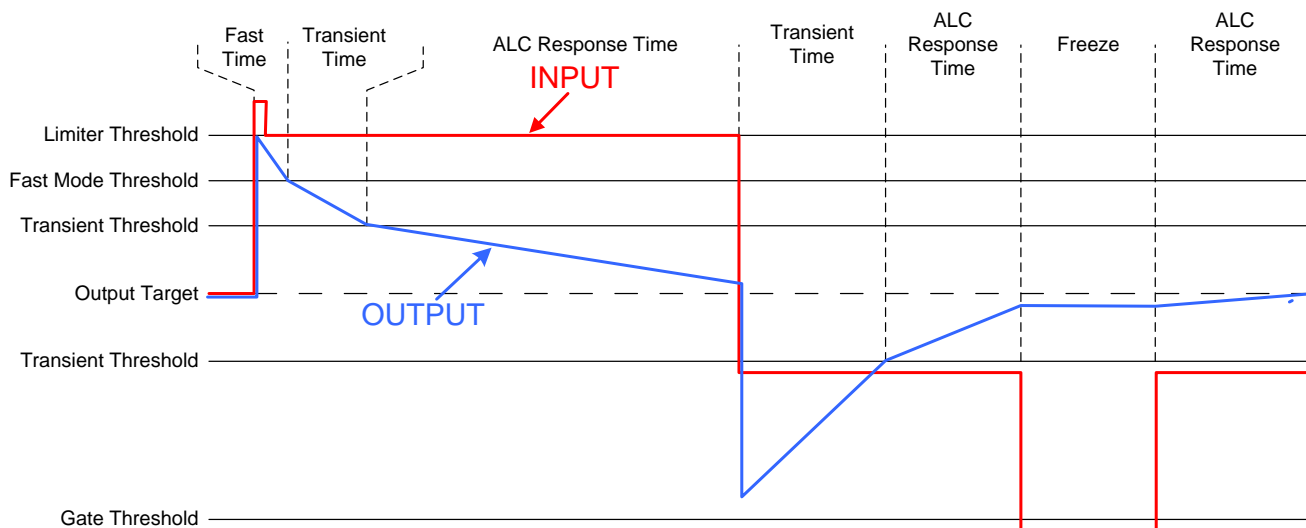 Fast
Time
Transient
Time
ALC Response Time
Transient
Time
ALC
Response
Time
Freeze
ALC
Response
Time
INPUT
Limiter Threshold
Fast Mode Threshold
Transient Threshold
Output Target
OUTPUT
Transient Threshold
Gate Threshold